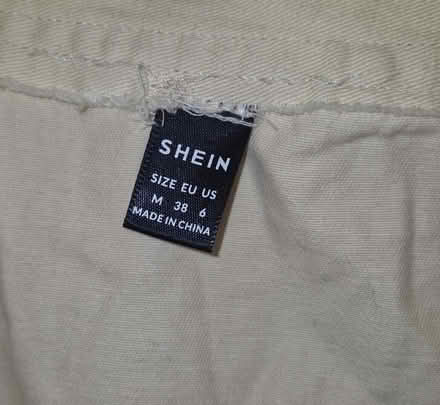 SHEIN
SIZE EU US
M 38 6
MADE IN CHINA